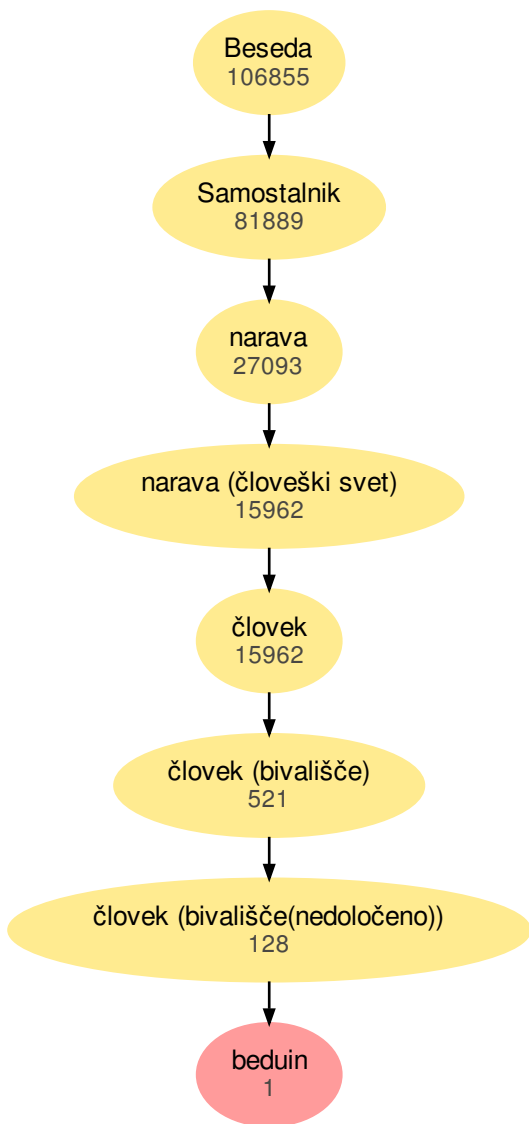 Beseda
106855
Samostalnik
81889
narava
27093
narava (človeški svet)
15962
človek
15962
človek (bivališče)
521
človek (bivališče(nedoločeno))
128
beduin
1